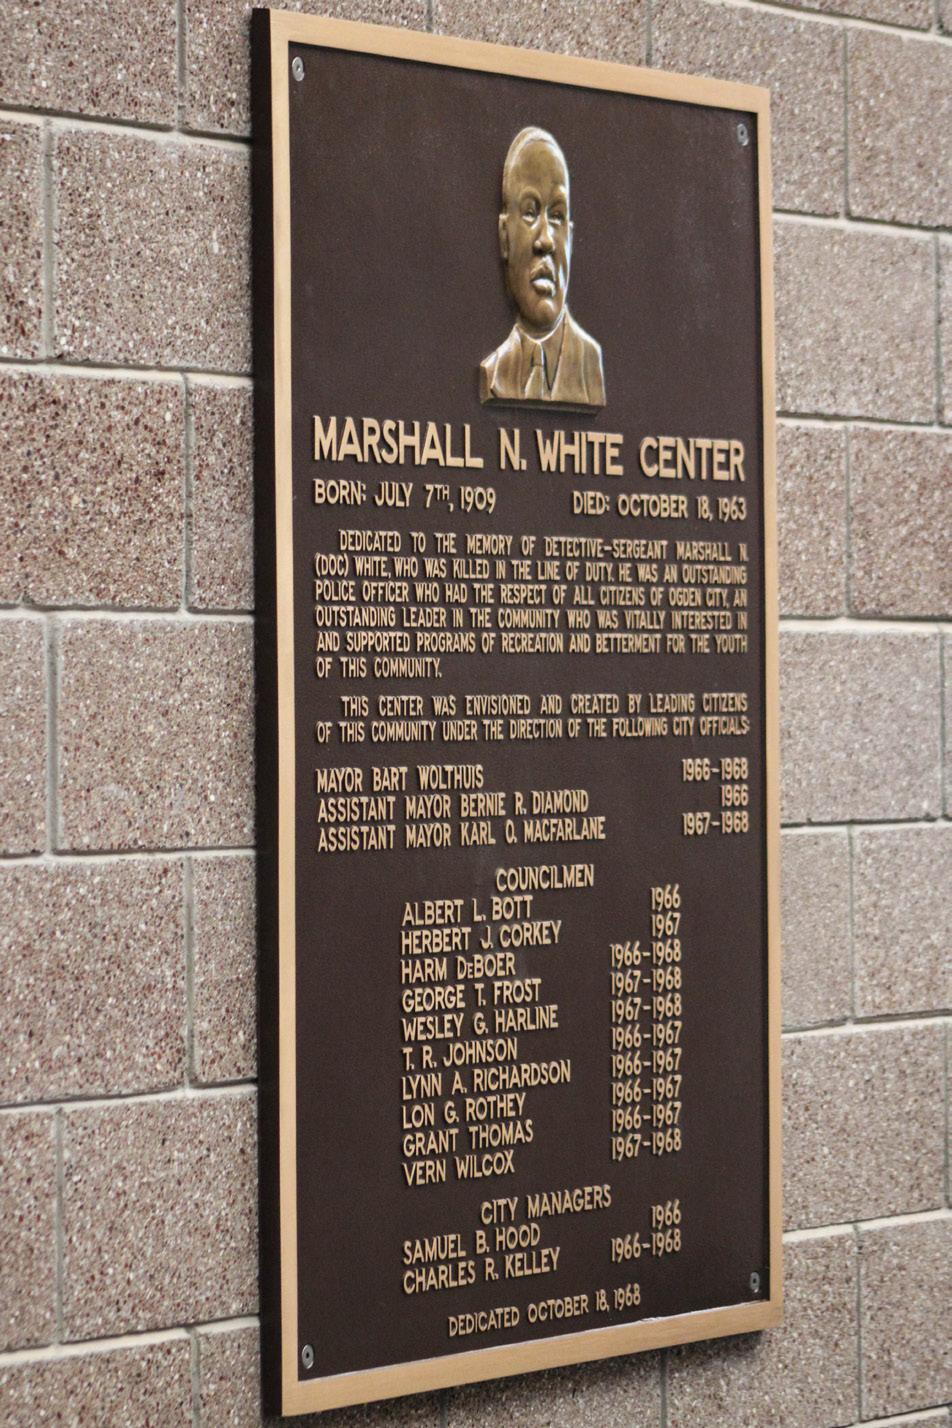 MARSHALL N. WHITE CENTER
BORN: JULY 7TH, 1909 DIED: OCTOBER 18, 1963
DEDICATED TO THE MEMORY OF DETECTIVE-SERGEANT MARSHALL N.
(DOC) WHITE, WHO WAS KILLED IN THE LINE OF DUTY. HE WAS AN OUTSTANDING
POLICE OFFICER WHO HAD THE RESPECT OF ALL CITIZENS OF OGDEN CITY, AN
OUTSTANDING LEADER IN THE COMMUNITY WHO WAS VITALLY INTERESTED IN
AND SUPPORTED PROGRAMS OF RECREATION AND BETTERMENT FOR THE YOUTH
OF THIS COMMUNITY.
THIS CENTER WAS ENVISIONED AND CREATED BY LEADING CITIZENS
OF THIS COMMUNITY UNDER THE DIRECTION OF THE FOLLOWING CITY OFFICIALS:
MAYOR BART WOLTHUIS 1966-1968
ASSISTANT MAYOR BERNIE R. DIAMOND 1966
ASSISTANT MAYOR KARL O. MACFARLANE 1967-1968
COUNCILMEN
ALBERT L. BOTT 1966
HERBERT J. CORKEY 1967
HARM DEBOER 1966-1968
GEORGE T. FROST 1967-1968
WESLEY G. HARLINE 1967-1968
T. R. JOHNSON 1966-1967
LYNN A. RICHARDSON 1966-1967
LON G. ROTHEY 1966-1967
GRANT THOMAS 1966-1967
VERN WILCOX 1967-1968
CITY MANAGERS
SAMUEL B. HOOD 1966
CHARLES R. KELLEY 1966-1968
DEDICATED OCTOBER 18, 1968